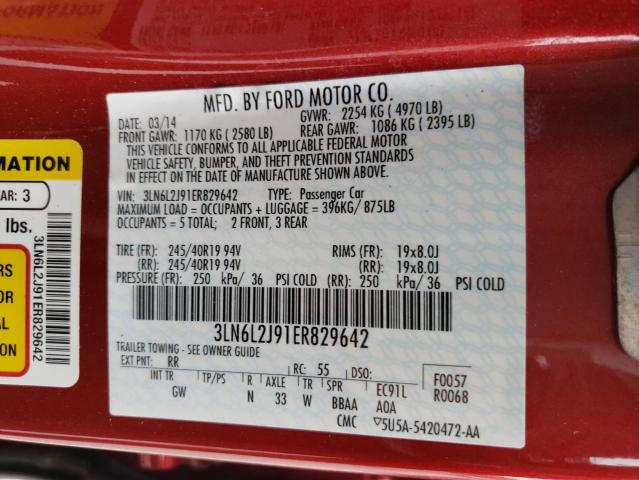 MFD. BY FORD MOTOR CO.
DATE: 03/14 GVWR: 2254 KG ( 4970 LB)
FRONT GAWR: 1170 KG ( 2580 LB) REAR GAWR: 1086 KG ( 2395 LB)
THIS VEHICLE CONFORMS TO ALL APPLICABLE FEDERAL MOTOR
VEHICLE SAFETY, BUMPER, AND THEFT PREVENTION STANDARDS
IN EFFECT ON THE DATE OF MANUFACTURE SHOWN ABOVE.
VIN: 3LN6L2J91ER829642 TYPE: Passenger Car
MAXIMUM LOAD = OCCUPANTS + LUGGAGE = 396KG/ 875LB
OCCUPANTS = 5 TOTAL; 2 FRONT, 3 REAR
TIRE (FR): 245/40R19 94V RIMS (FR): 19x8.0J
(RR): 245/40R19 94V (RR): 19x8.0J
PRESSURE (FR): 250 kPa/ 36 PSI COLD (RR): 250 kPa/ 36 PSI COLD
3LN6L2J91ER829642
TRAILER TOWING - SEE OWNER GUIDE
EXT PNT: RR RC: 55 DSO: F0057
INT TR TP/PS R AXLE TR SPR EC91L R0068
GW N 33 W BBAA A0A
CMC ▽5U5A-5420472-AA
MATION
AR: 3
lbs.
3LN6L2J91ER829642
RS
OR
AL
ION